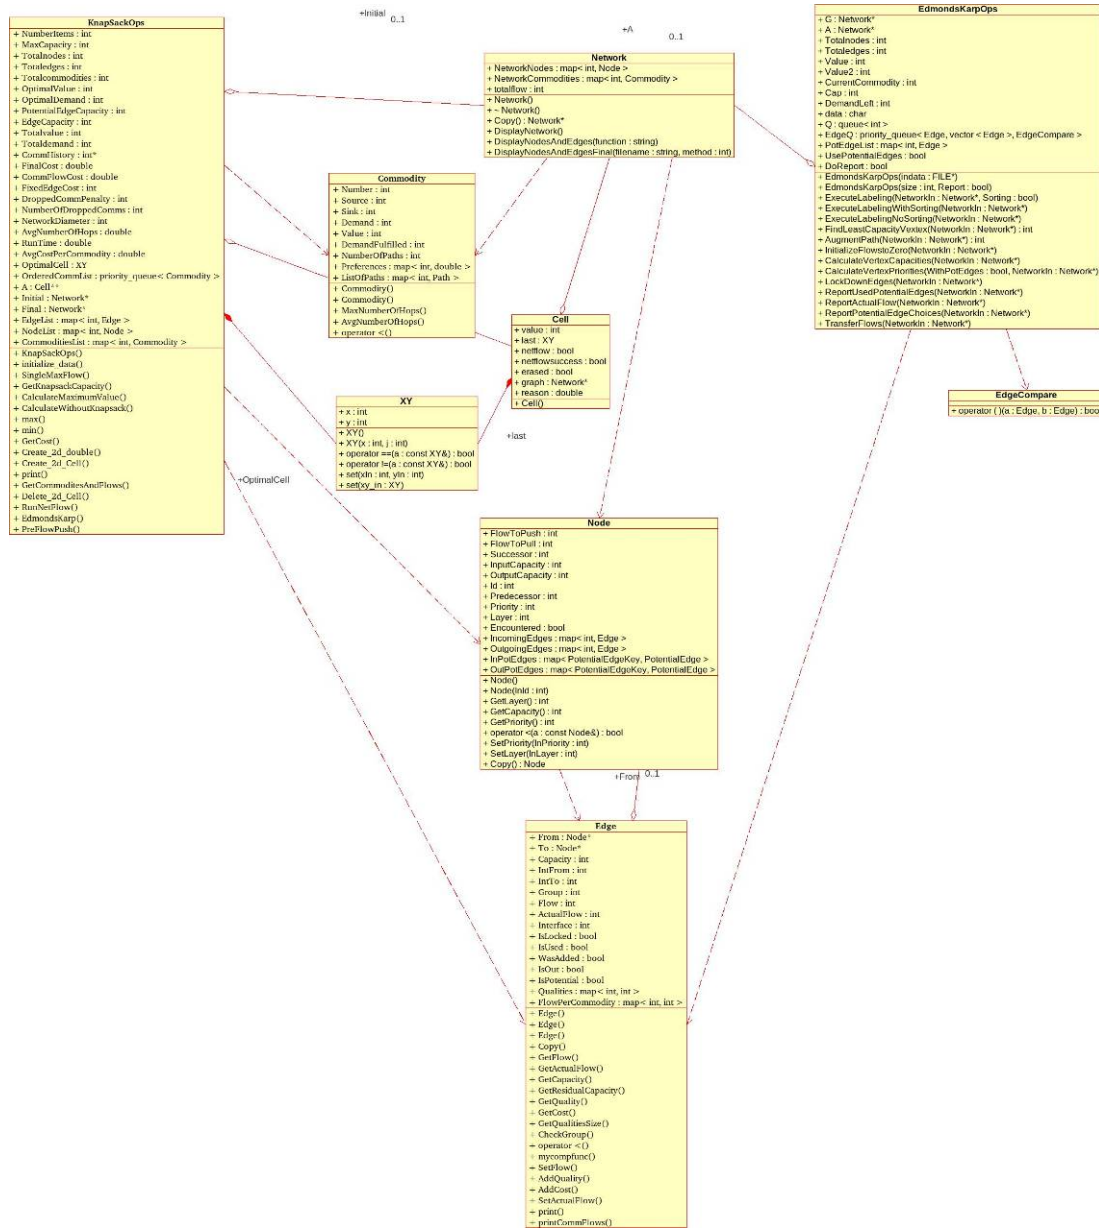 KnapSackOps
+ NumberItems : int
+ MaxCapacity : int
+ Totalnodes : int
+ Totaledges : int
+ Totalcommodities : int
+ OptimalValue : int
+ OptimalDemand : int
+ PotentialEdgeCapacity : int
+ EdgeCapacity : int
+ Totalvalue : int
+ Totaldemand : int
+ CommHistory : int*
+ FinalCost : double
+ CommFlowCost : double
+ FixedEdgeCost : int
+ DroppedCommPenalty : int
+ NumberOfDroppedComms : int
+ NetworkDiameter : int
+ AvgNumberOfHops : double
+ RunTime : double
+ AvgCostPerCommodity : double
+ OptimalCell : XY
+ OrderedCommList : priority_queue< Commodity >
+ A : Cell**
+ Initial : Network*
+ Final : Network*
+ EdgeList : map< int, Edge >
+ NodeList : map< int, Node >
+ CommoditiesList : map< int, Commodity >
+ KnapSackOps()
+ initialize_data()
+ SingleMaxFlow()
+ GetKnapsackCapacity()
+ CalculateMaximumValue()
+ CalculateWithoutKnapsack()
+ max()
+ min()
+ GetCost()
+ Create_2d_double()
+ Create_2d_Cell()
+ print()
+ GetCommoditesAndFlows()
+ Delete_2d_Cell()
+ RunNetFlow()
+ EdmondsKarp()
+ PreFlowPush()
+Initial
0..1
+A
0..1
Network
+ NetworkNodes : map< int, Node >
+ NetworkCommodities : map< int, Commodity >
+ totalflow : int
+ Network()
+ ~ Network()
+ Copy() : Network*
+ DisplayNetwork()
+ DisplayNodesAndEdges(function : string)
+ DisplayNodesAndEdgesFinal(filename : string, method : int)
EdmondsKarpOps
+ G : Network*
+ A : Network*
+ Totalnodes : int
+ Totaledges : int
+ Value : int
+ Value2 : int
+ CurrentCommodity : int
+ Cap : int
+ DemandLeft : int
+ data : char
+ Q : queue< int >
+ EdgeQ : priority_queue< Edge, vector < Edge >, EdgeCompare >
+ PotEdgeList : map< int, Edge >
+ UsePotentialEdges : bool
+ DoReport : bool
+ EdmondsKarpOps(indata : FILE*)
+ EdmondsKarpOps(size : int, Report : bool)
+ ExecuteLabeling(NetworkIn : Network*, Sorting : bool)
+ ExecuteLabelingWithSorting(NetworkIn : Network*)
+ ExecuteLabelingNoSorting(NetworkIn : Network*)
+ FindLeastCapacityVextex(NetworkIn : Network*) : int
+ AugmentPath(NetworkIn : Network*) : int
+ InitializeFlowstoZero(NetworkIn : Network*)
+ CalculateVertexCapacities(NetworkIn : Network*)
+ CalculateVertexPriorities(WithPotEdges : bool, NetworkIn : Network*)
+ LockDownEdges(NetworkIn : Network*)
+ ReportUsedPotentialEdges(NetworkIn : Network*)
+ ReportActualFlow(NetworkIn : Network*)
+ ReportPotentialEdgeChoices(NetworkIn : Network*)
+ TransferFlows(NetworkIn : Network*)
Commodity
+ Number : int
+ Source : int
+ Sink : int
+ Demand : int
+ Value : int
+ DemandFulfilled : int
+ NumberOfPaths : int
+ Preferences : map< int, double >
+ ListOfPaths : map< int, Path >
+ Commodity()
+ Commodity()
+ MaxNumberOfHops()
+ AvgNumberOfHops()
+ operator <()
Cell
+ value : int
+ last : XY
+ netflow : bool
+ netflowsuccess : bool
+ erased : bool
+ graph : Network*
+ reason : double
+ Cell()
XY
+ x : int
+ y : int
+ XY()
+ XY(x : int, j : int)
+ operator ==(a : const XY&) : bool
+ operator !=(a : const XY&) : bool
+ set(xIn : int, yIn : int)
+ set(xy_in : XY)
+last
+OptimalCell
EdgeCompare
+ operator ()(a : Edge, b : Edge) : bool
Node
+ FlowToPush : int
+ FlowToPull : int
+ Successor : int
+ InputCapacity : int
+ OutputCapacity : int
+ Id : int
+ Predecessor : int
+ Priority : int
+ Layer : int
+ Encountered : bool
+ IncomingEdges : map< int, Edge >
+ OutgoingEdges : map< int, Edge >
+ InPotEdges : map< PotentialEdgeKey, PotentialEdge >
+ OutPotEdges : map< PotentialEdgeKey, PotentialEdge >
+ Node()
+ Node(InId : int)
+ GetLayer() : int
+ GetCapacity() : int
+ GetPriority() : int
+ operator <(a : const Node&) : bool
+ SetPriority(InPriority : int)
+ SetLayer(InLayer : int)
+ Copy() : Node
+From
0..1
Edge
+ From : Node*
+ To : Node*
+ Capacity : int
+ IntFrom : int
+ IntTo : int
+ Group : int
+ Flow : int
+ ActualFlow : int
+ Interface : int
+ IsLocked : bool
+ IsUsed : bool
+ WasAdded : bool
+ IsOut : bool
+ IsPotential : bool
+ Qualities : map< int, int >
+ FlowPerCommodity : map< int, int >
+ Edge()
+ Edge()
+ Edge()
+ Copy()
+ GetFlow()
+ GetActualFlow()
+ GetCapacity()
+ GetResidualCapacity()
+ GetQuality()
+ GetCost()
+ GetQualitiesSize()
+ CheckGroup()
+ operator <()
+ mycompfunc()
+ SetFlow()
+ AddQuality()
+ AddCost()
+ SetActualFlow()
+ print()
+ printCommFlows()